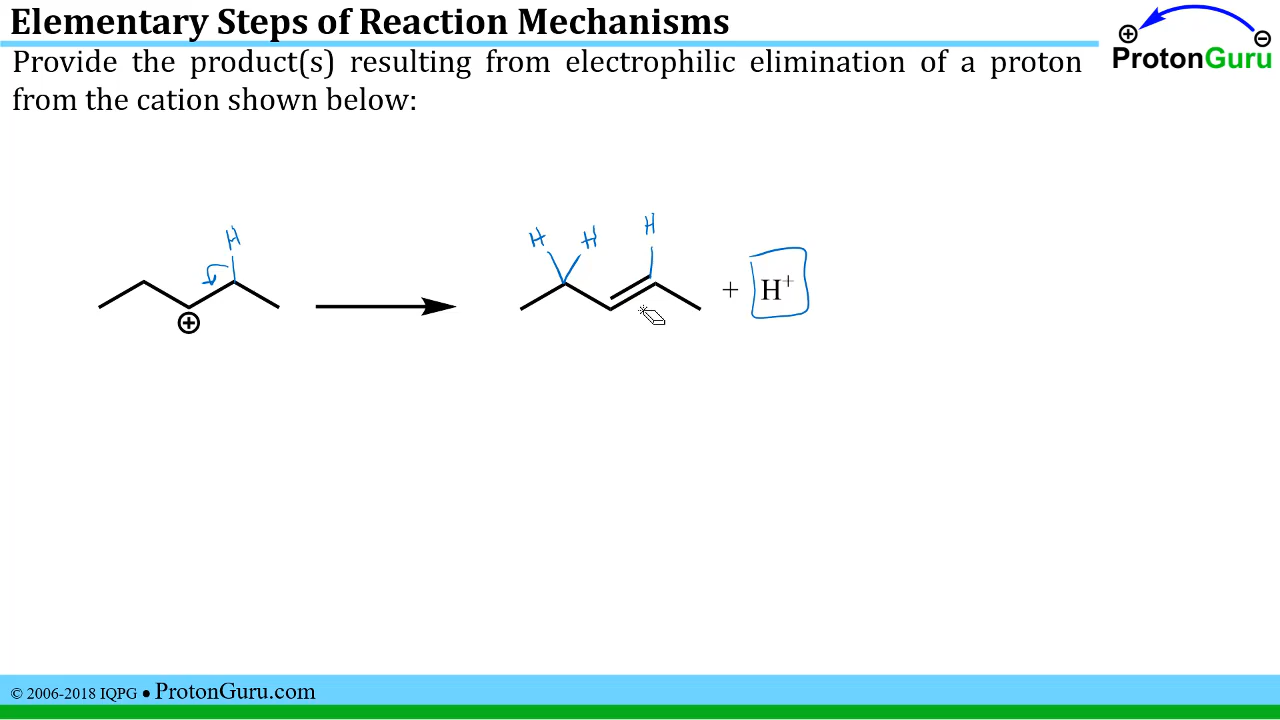 Elementary Steps of Reaction Mechanisms
ProtonGuru
Provide the product(s) resulting from electrophilic elimination of a proton
from the cation shown below:
H
H H H
+ H+
© 2006-2018 IQPG ● ProtonGuru.com